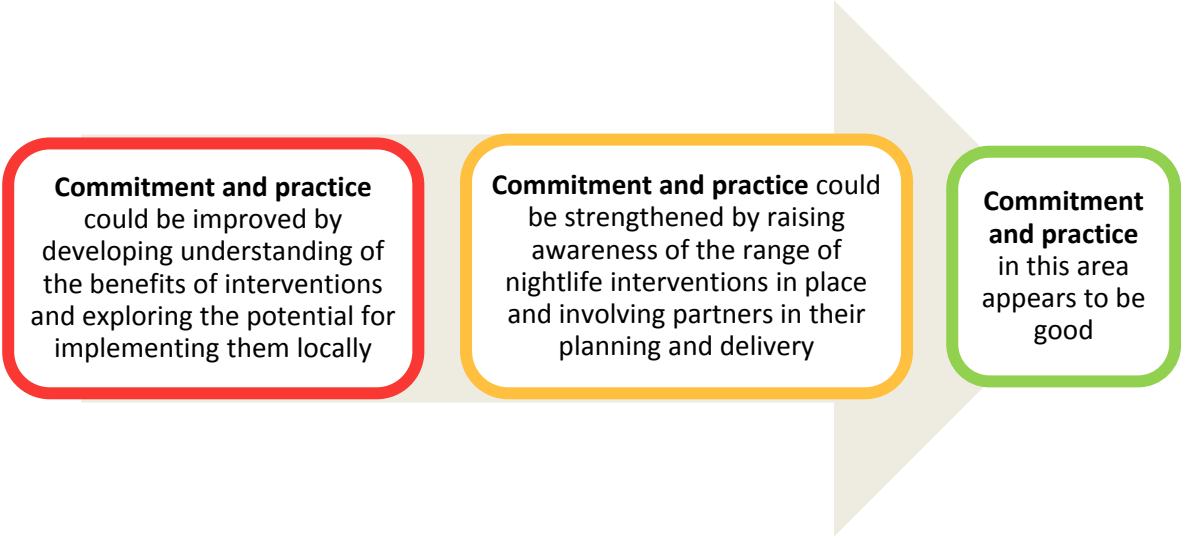 Commitment and practice
could be improved by
developing understanding of
the benefits of interventions
and exploring the potential for
implementing them locally
Commitment and practice could
be strengthened by raising
awareness of the range of
nightlife interventions in place
and involving partners in their
planning and delivery
Commitment
and practice
in this area
appears to be
good